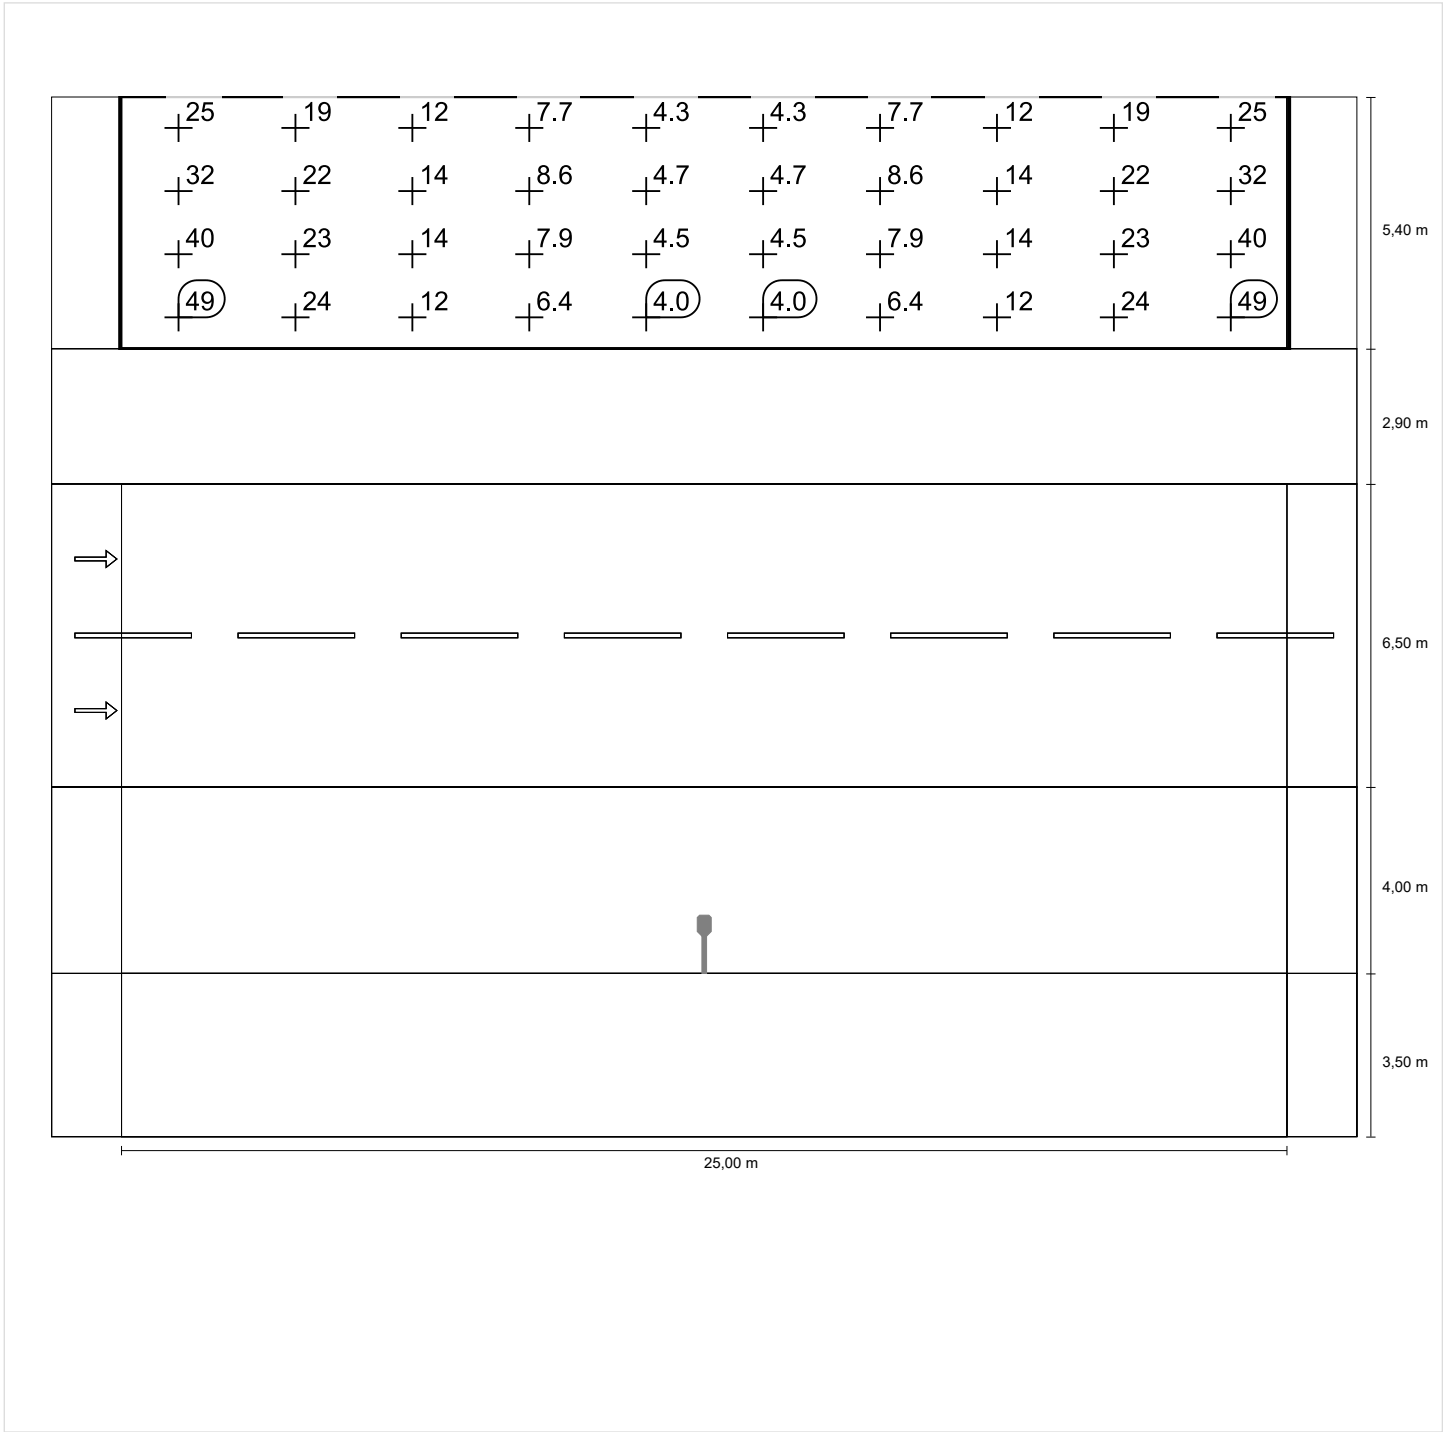 25 19 12 7.7 4.3 4.3 7.7 12 19 25
32 22 14 8.6 4.7 4.7 8.6 14 22 32
5,40 m
40 23 14 7.9 4.5 4.5 7.9 14 23 40
49 24 12 6.4 4.0 4.0 6.4 12 24 49
2,90 m
6,50 m
4,00 m
3,50 m
25,00 m